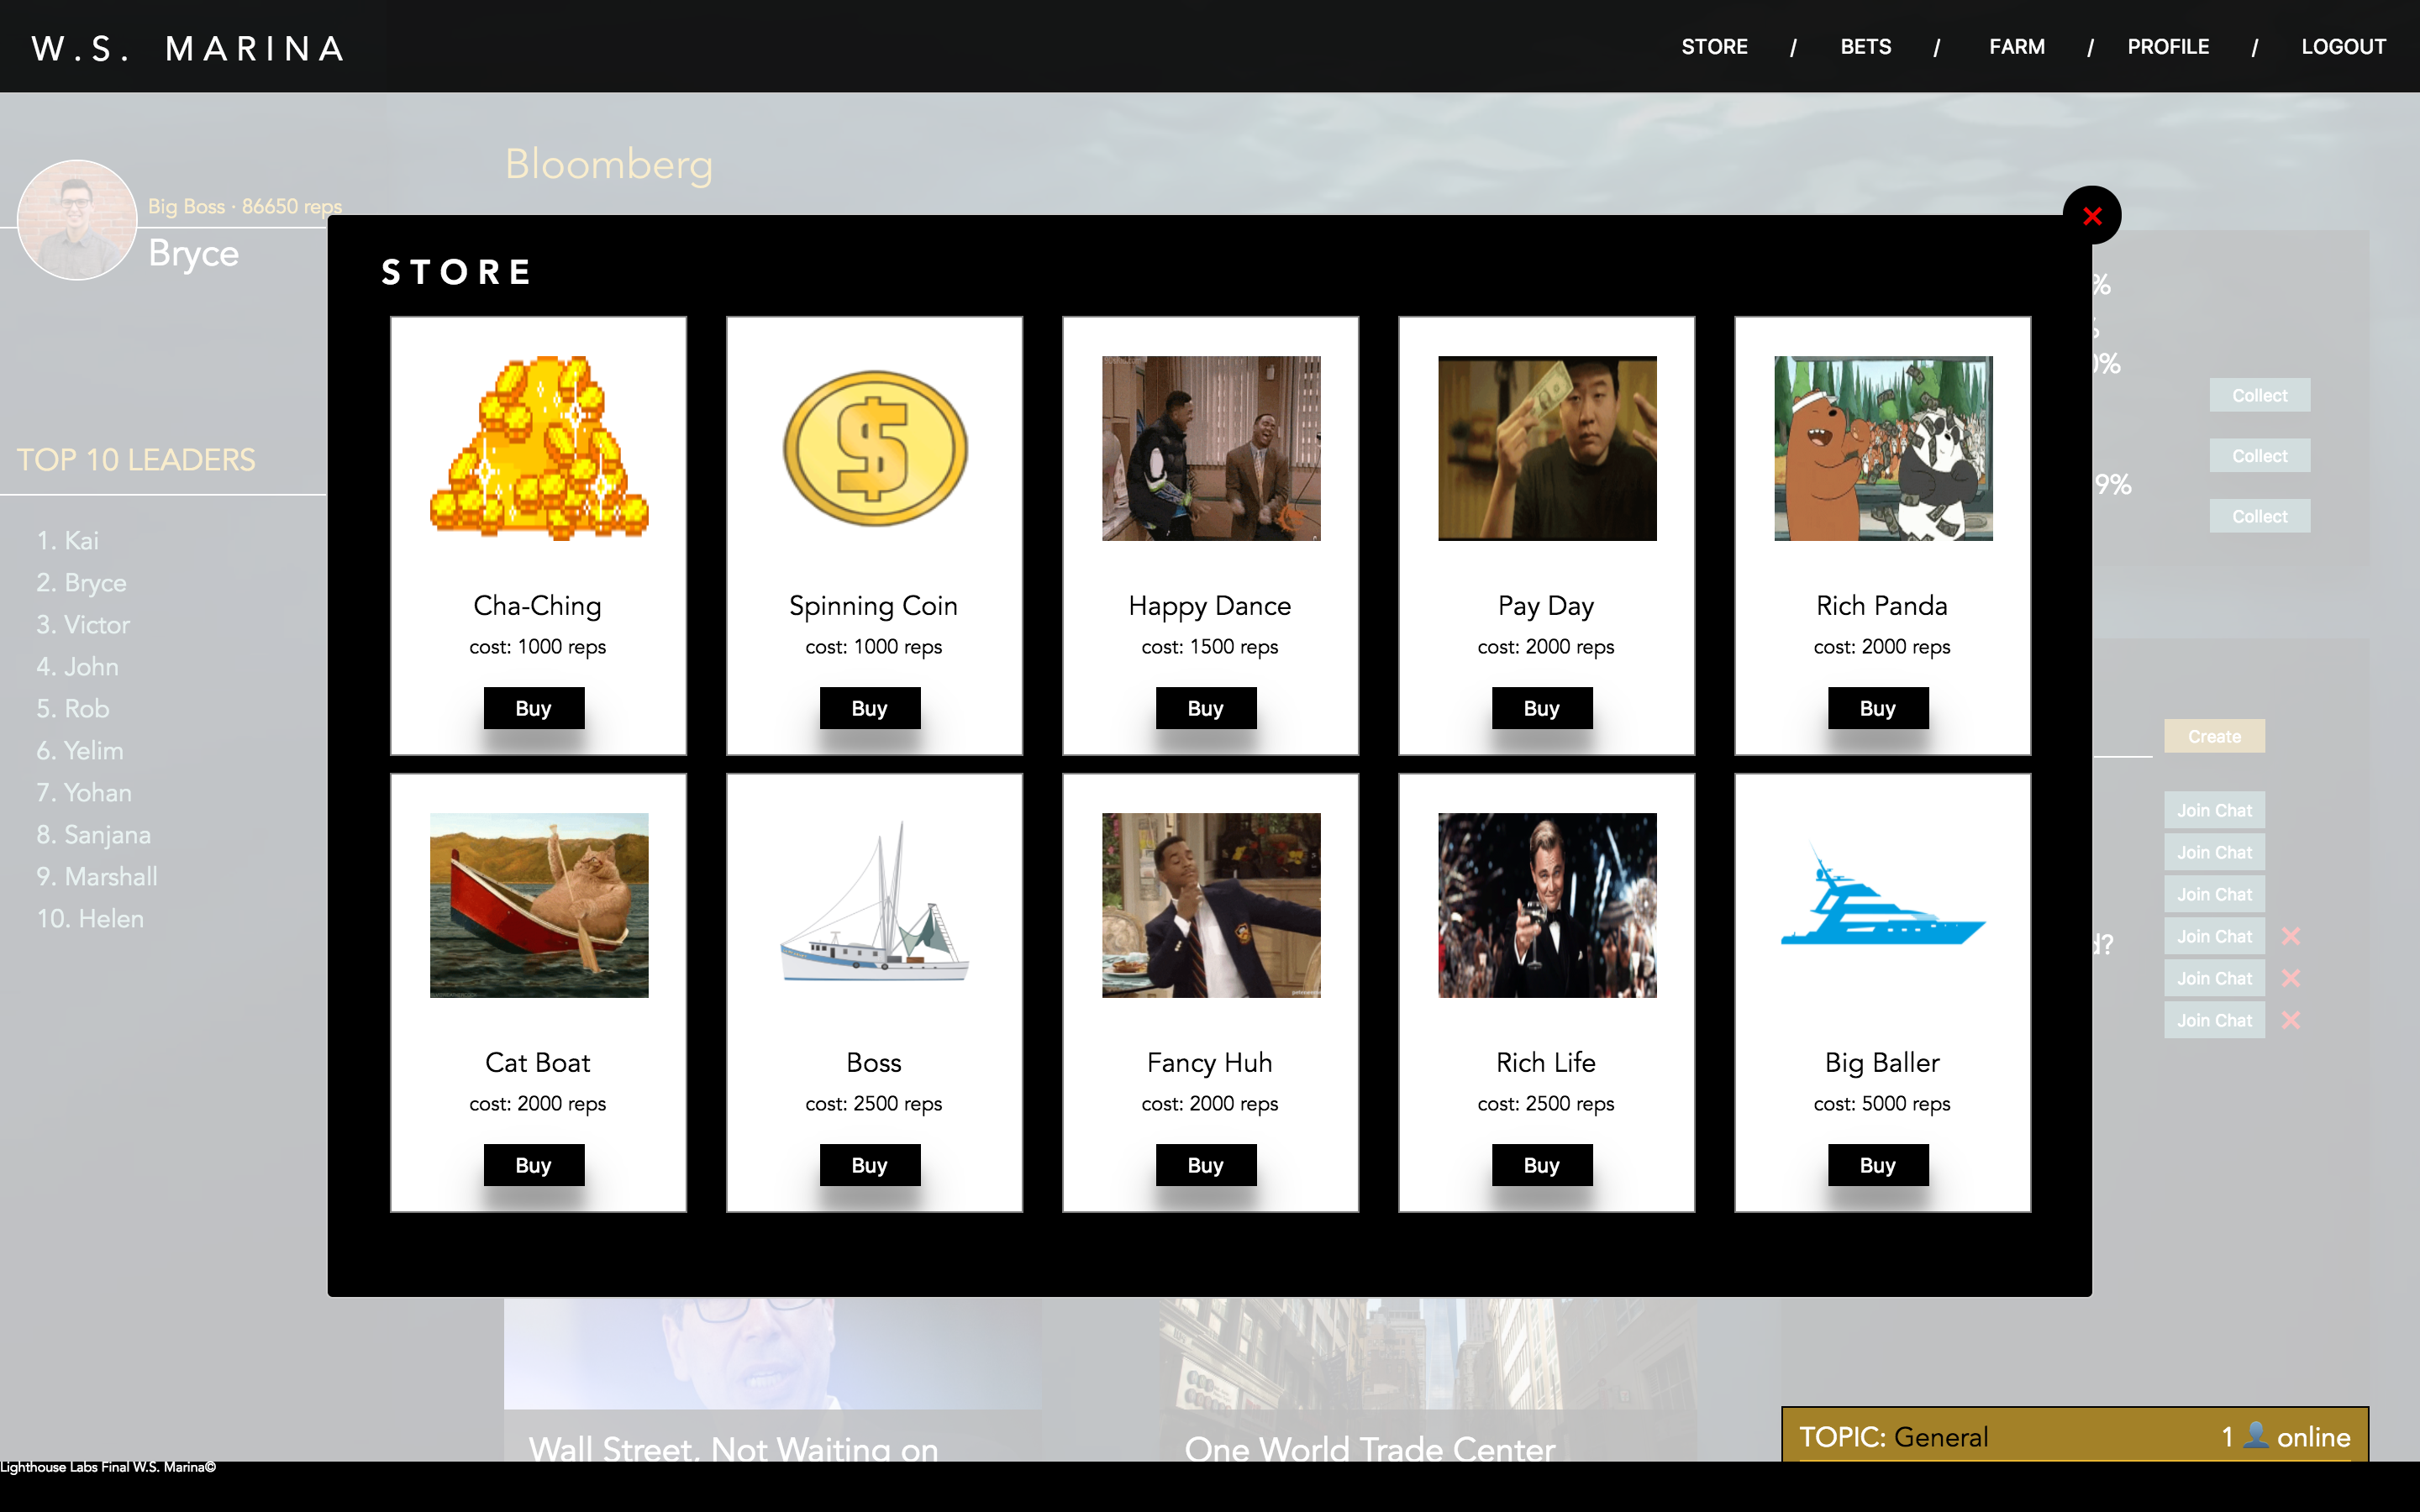 W.S. MARINA
STORE / BETS / FARM / PROFILE / LOGOUT
Bloomberg
Big Boss · 86650 reps
Bryce
TOP 10 LEADERS
1. Kai
2. Bryce
3. Victor
4. John
5. Rob
6. Yelim
7. Yohan
8. Sanjana
9. Marshall
10. Helen
STORE
Cha-Ching
cost: 1000 reps
Buy
Spinning Coin
cost: 1000 reps
Buy
Happy Dance
cost: 1500 reps
Buy
Pay Day
cost: 2000 reps
Buy
Rich Panda
cost: 2000 reps
Buy
Cat Boat
cost: 2000 reps
Buy
Boss
cost: 2500 reps
Buy
Fancy Huh
cost: 2000 reps
Buy
Rich Life
cost: 2500 reps
Buy
Big Baller
cost: 5000 reps
Buy
%
0%
9%
Collect
Collect
Collect
Create
Join Chat
Join Chat
Join Chat
Join Chat
Join Chat
Join Chat
d?
Wall Street, Not Waiting on
One World Trade Center
TOPIC: General
1 👤 online
Lighthouse Labs Final W.S. Marina©